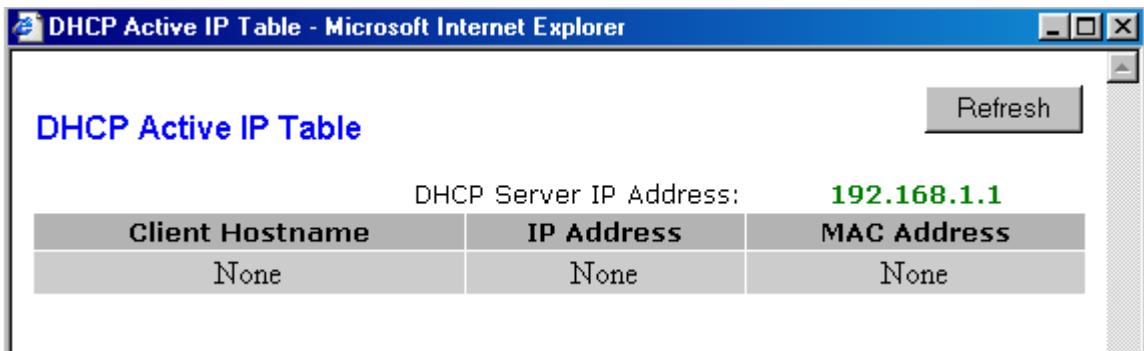 DHCP Active IP Table - Microsoft Internet Explorer
Refresh
DHCP Active IP Table
DHCP Server IP Address: 192.168.1.1
Client Hostname IP Address MAC Address
None None None